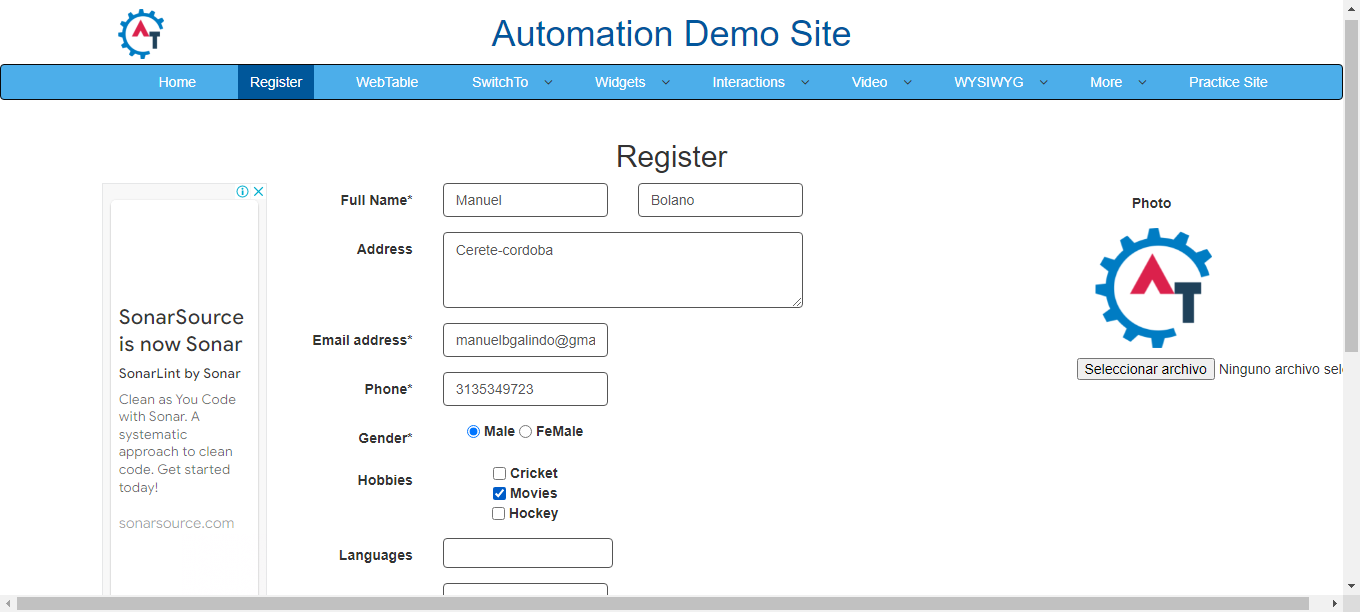 AT
Automation Demo Site
Home Register WebTable SwitchTo Widgets Interactions Video WYSIWYG More Practice Site
Register
Full Name* Manuel Bolano
Photo
Address Cerete-cordoba
AT
SonarSource
is now Sonar
Email address* manuelbgalindo@gma
Seleccionar archivo Ninguno archivo sel
SonarLint by Sonar
Phone* 3135349723
Clean as You Code
with Sonar. A
systematic
approach to clean
code. Get started
today!
Gender* Male FeMale
Hobbies Cricket
Movies
Hockey
sonarsource.com
Languages